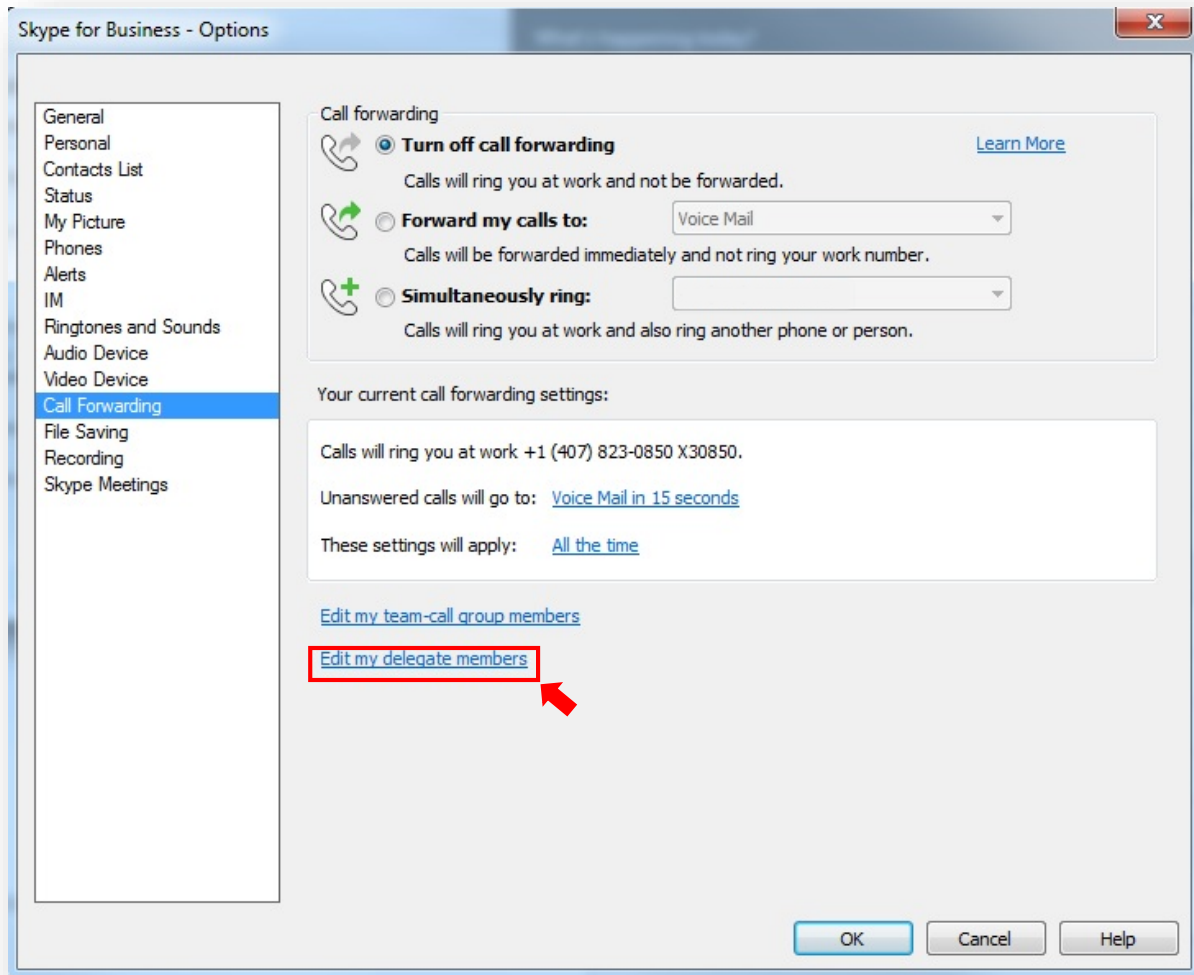 Skype for Business - Options
General
Personal
Contacts List
Status
My Picture
Phones
Alerts
IM
Ringtones and Sounds
Audio Device
Video Device
Call Forwarding
File Saving
Recording
Skype Meetings
Call forwarding
Turn off call forwarding
Learn More
Calls will ring you at work and not be forwarded.
Forward my calls to: Voice Mail
Calls will be forwarded immediately and not ring your work number.
Simultaneously ring:
Calls will ring you at work and also ring another phone or person.
Your current call forwarding settings:
Calls will ring you at work +1 (407) 823-0850 X30850.
Unanswered calls will go to: Voice Mail in 15 seconds
These settings will apply: All the time
Edit my team-call group members
Edit my delegate members
OK Cancel Help